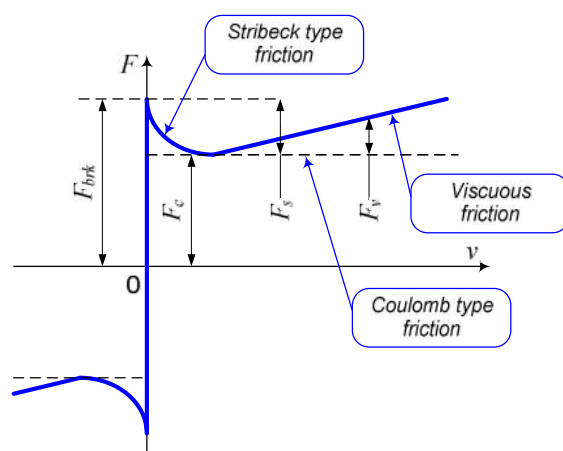 Stribeck type
friction
F
F_brk
F_c
F_s
F_v
Viscuous
friction
v
0
Coulomb type
friction